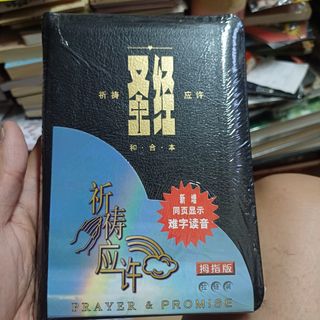 祈祷 圣经 应许
和·合·本
新增
同页显示
难字读音
祈祷
应许
拇指版
PRAYER & PROMISE